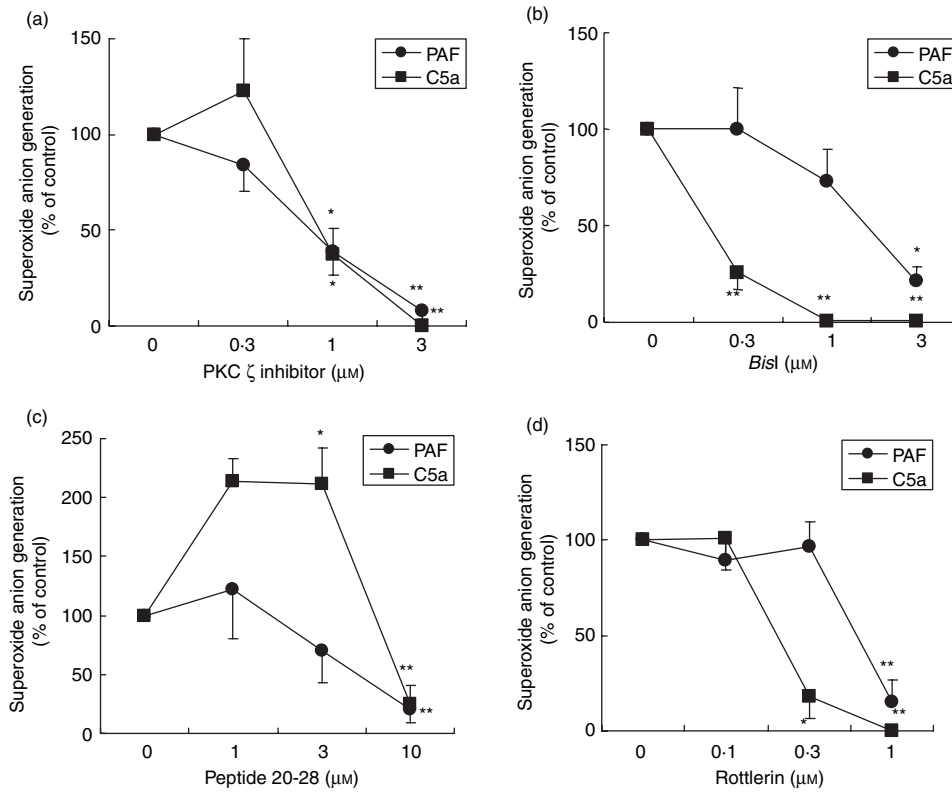 (a)
150
100
50
0
Superoxide anion generation
(% of control)
PAF
C5a
*
*
**
**
0 0·3 1 3
PKC ζ inhibitor (μM)
(b)
150
100
50
0
Superoxide anion generation
(% of control)
PAF
C5a
*
**
**
**
0 0·3 1 3
BisI (μM)
(c)
250
200
150
100
50
0
Superoxide anion generation
(% of control)
PAF
C5a
*
**
**
0 1 3 10
Peptide 20-28 (μM)
(d)
150
100
50
0
Superoxide anion generation
(% of control)
PAF
C5a
**
**
*
0 0·1 0·3 1
Rottlerin (μM)